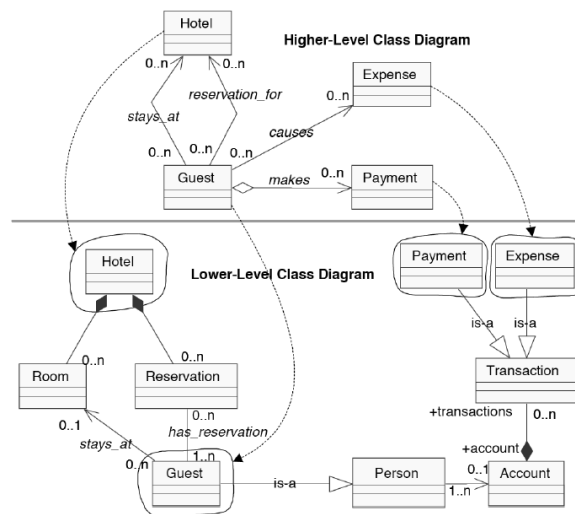 Hotel
Higher-Level Class Diagram
0..n
0..n
Expense
reservation_for
0..n
stays_at
causes
0..n
0..n
0..n
Guest
makes
0..n
Payment
Hotel
Lower-Level Class Diagram
Payment
Expense
is-a
is-a
0..n
0..n
Room
Reservation
Transaction
0..1
0..n
+transactions
0..n
stays_at
has_reservation
+account
0..n
1..n
Guest
is-a
Person
0..1
1..n
Account